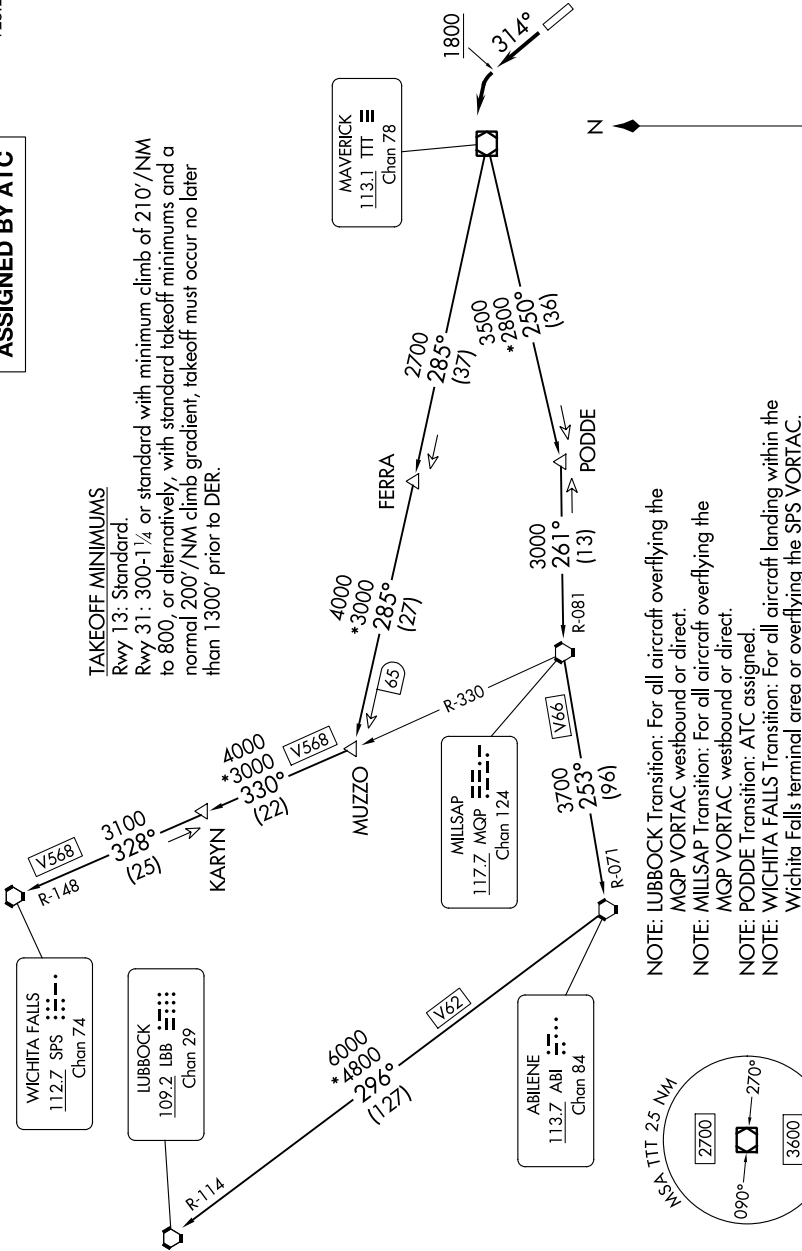 ASSIGNED BY ATC
TAKEOFF MINIMUMS
Rwy 13: Standard.
Rwy 31: 300-1¼ or standard with minimum climb of 210'/NM
to 800, or alternatively, with standard takeoff minimums and a
normal 200'/NM climb gradient, takeoff must occur no later
than 1300' prior to DER.
1800
314°
MAVERICK
113.1 TTT
Chan 78
N
2700
285°
(37)
3500
*2800
250°
(36)
FERRA
PODDE
4000
*3000
285°
(27)
3000
261°
(13)
R-081
65
R-330
V568
4000
*3000
330°
(22)
MUZZO
KARYN
V568
3100
328°
(25)
R-148
WICHITA FALLS
112.7 SPS
Chan 74
LUBBOCK
109.2 LBB
Chan 29
MILLSAP
117.7 MQP
Chan 124
V66
3700
253°
(96)
R-071
ABILENE
113.7 ABI
Chan 84
V62
6000
*4800
296°
(127)
R-114
NOTE: LUBBOCK Transition: For all aircraft overflying the
MQP VORTAC westbound or direct.
NOTE: MILLSAP Transition: For all aircraft overflying the
MQP VORTAC westbound or direct.
NOTE: PODDE Transition: ATC assigned.
NOTE: WICHITA FALLS Transition: For all aircraft landing within the
Wichita Falls terminal area or overflying the SPS VORTAC.
MSA TTT 25 NM
2700
090°
270°
3600